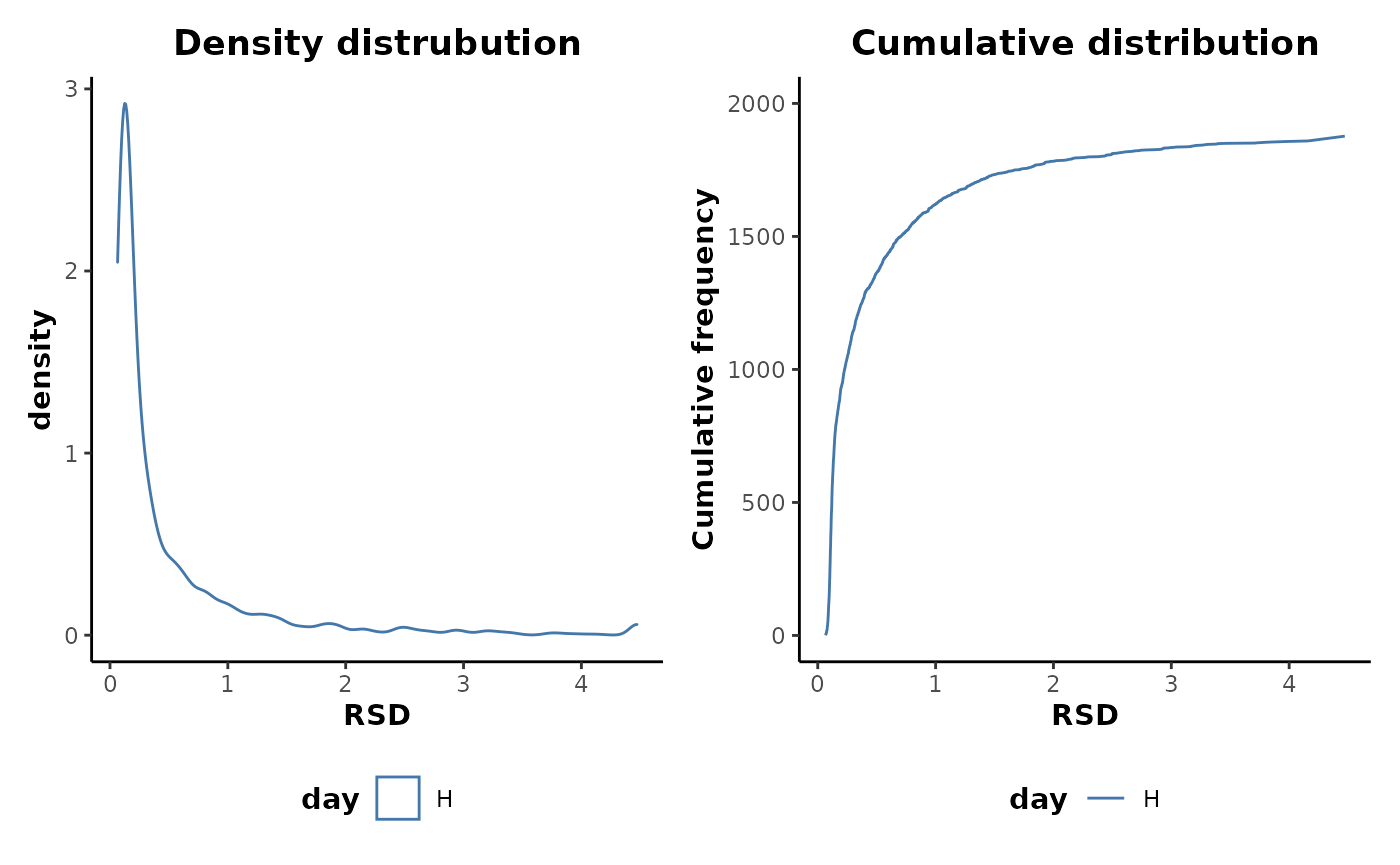 Density distrubution
density
3
2
1
0
0 1 2 3 4
RSD
day H
Cumulative distribution
Cumulative frequency
2000
1500
1000
500
0
0 1 2 3 4
RSD
day H